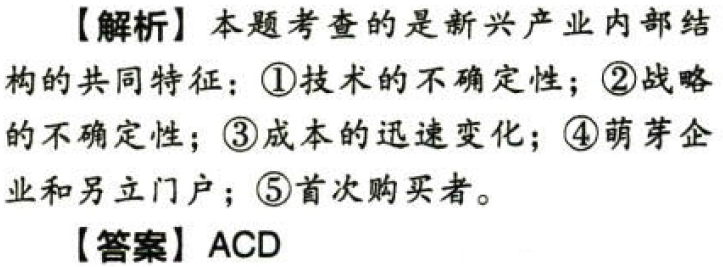 【解析】本题考查的是新兴产业内部结
构的共同特征：①技术的不确定性；②战略
的不确定性；③成本的迅速变化；④萌芽企
业和另立门户；⑤首次购买者。
【答案】ACD